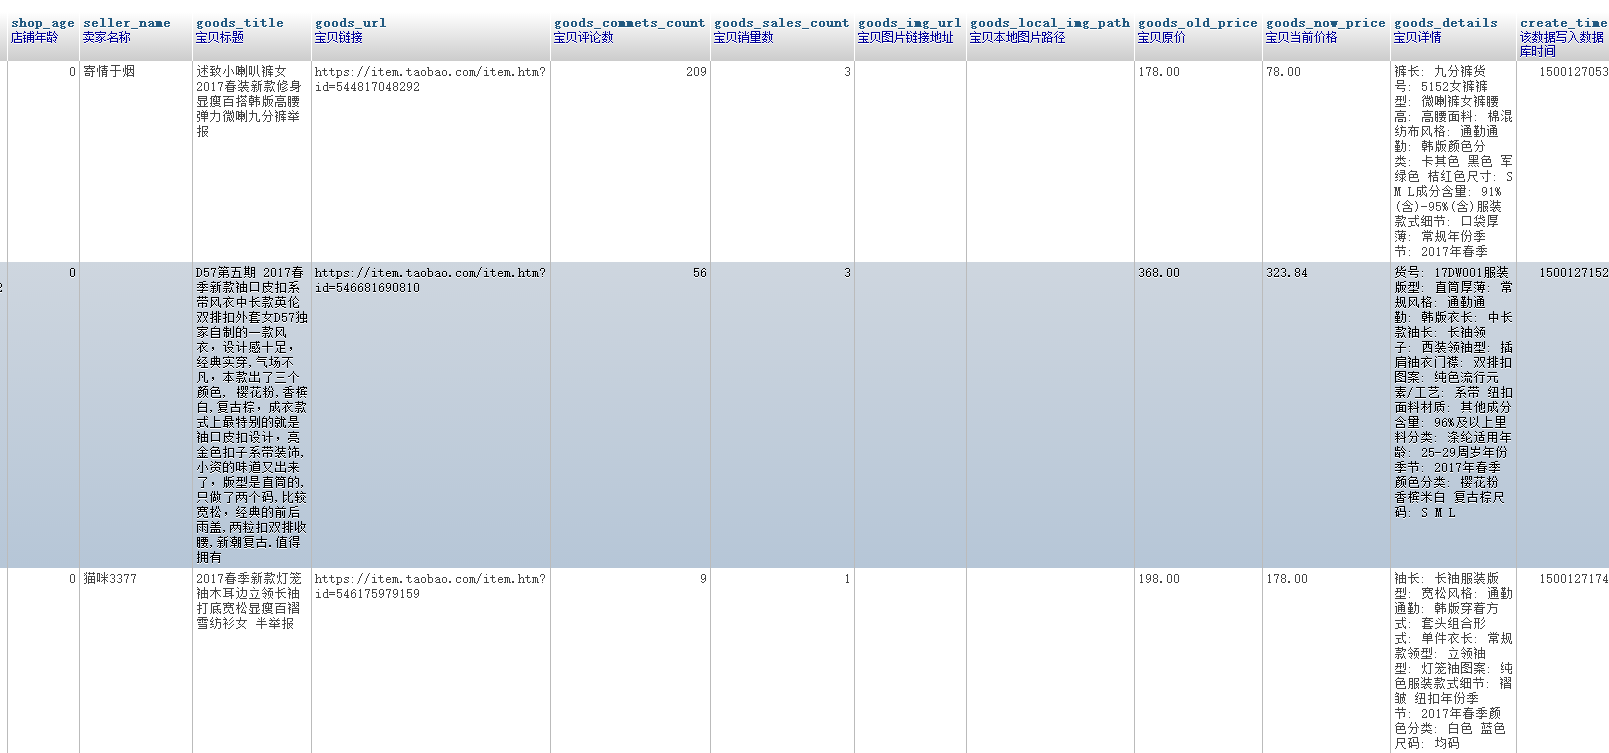 shop_age seller_name goods_title goods_url goods_commets_count goods_sales_count goods_img_url goods_local_img_path goods_old_price goods_now_price goods_details create_time
店铺年龄 卖家名称 宝贝标题 宝贝链接 宝贝评论数 宝贝销量数 宝贝图片链接地址 宝贝本地图片路径 宝贝原价 宝贝当前价格 宝贝详情 该数据写入数据
库时间
0 寄情于烟 述致小喇叭裤女 https://item.taobao.com/item.htm? 209 3 178.00 78.00 裤长: 九分裤货 1500127053
2017春装新款修身 id=544817048292 号: 5152女裤裤
显瘦百搭韩版高腰 型: 微喇裤女裤腰
弹力微喇九分裤举 高: 高腰面料: 棉混
报 纺布风格: 通勤通
勤: 韩版颜色分
类: 卡其色 黑色 军
绿色 桔红色尺寸: S
M L成分含量: 91%
(含)-95%(含)服装
款式细节: 口袋厚
薄: 常规年份季
节: 2017年春季
0 D57第五期 2017春 https://item.taobao.com/item.htm? 56 3 368.00 323.84 货号: 17DW001服装 1500127152
2 季新款袖口皮扣系 id=546681690810 版型: 直筒厚薄: 常
带风衣中长款英伦 规风格: 通勤通
双排扣外套女D57独 勤: 韩版衣长: 中长
家自制的一款风 款袖长: 长袖领
衣，设计感十足， 子: 西装领袖型: 插
经典实穿,气场不 肩袖衣门襟: 双排扣
凡，本款出了三个 图案: 纯色流行元
颜色, 樱花粉,香槟 素/工艺: 系带 纽扣
白,复古棕，成衣款 面料材质: 其他成分
式上最特别的就是 含量: 96%及以上里
袖口皮扣设计，亮 料分类: 涤纶适用年
金色扣子系带装饰, 龄: 25-29周岁年份
小资的味道又出来 季节: 2017年春季
了，版型是直筒的, 颜色分类: 樱花粉
只做了两个码,比较 香槟米白 复古棕尺
宽松，经典的前后 码: S M L
雨盖,两粒扣双排收
腰,新潮复古.值得
拥有
0 猫咪3377 2017春季新款灯笼 https://item.taobao.com/item.htm? 9 1 198.00 178.00 袖长: 长袖服装版 1500127174
袖木耳边立领长袖 id=546175979159 型: 宽松风格: 通勤
打底宽松显瘦百褶 通勤: 韩版穿着方
雪纺衫女 半举报 式: 套头组合形
式: 单件衣长: 常规
款领型: 立领袖
型: 灯笼袖图案: 纯
色服装款式细节: 褶
皱 纽扣年份季
节: 2017年春季颜
色分类: 白色 蓝色
尺码: 均码